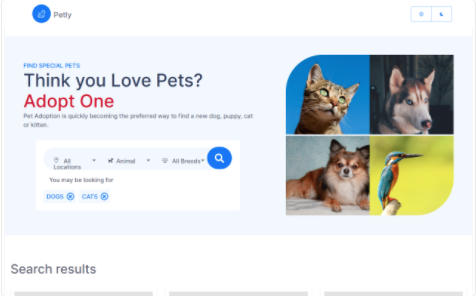 Petly
FIND SPECIAL PETS
Think you Love Pets?
Adopt One
Pet Adoption is quickly becoming the preferred way to find a new dog, puppy, cat
or kitten.
All
Locations
Animal
All Breeds
You may be looking for
DOGS
CATS
Search results